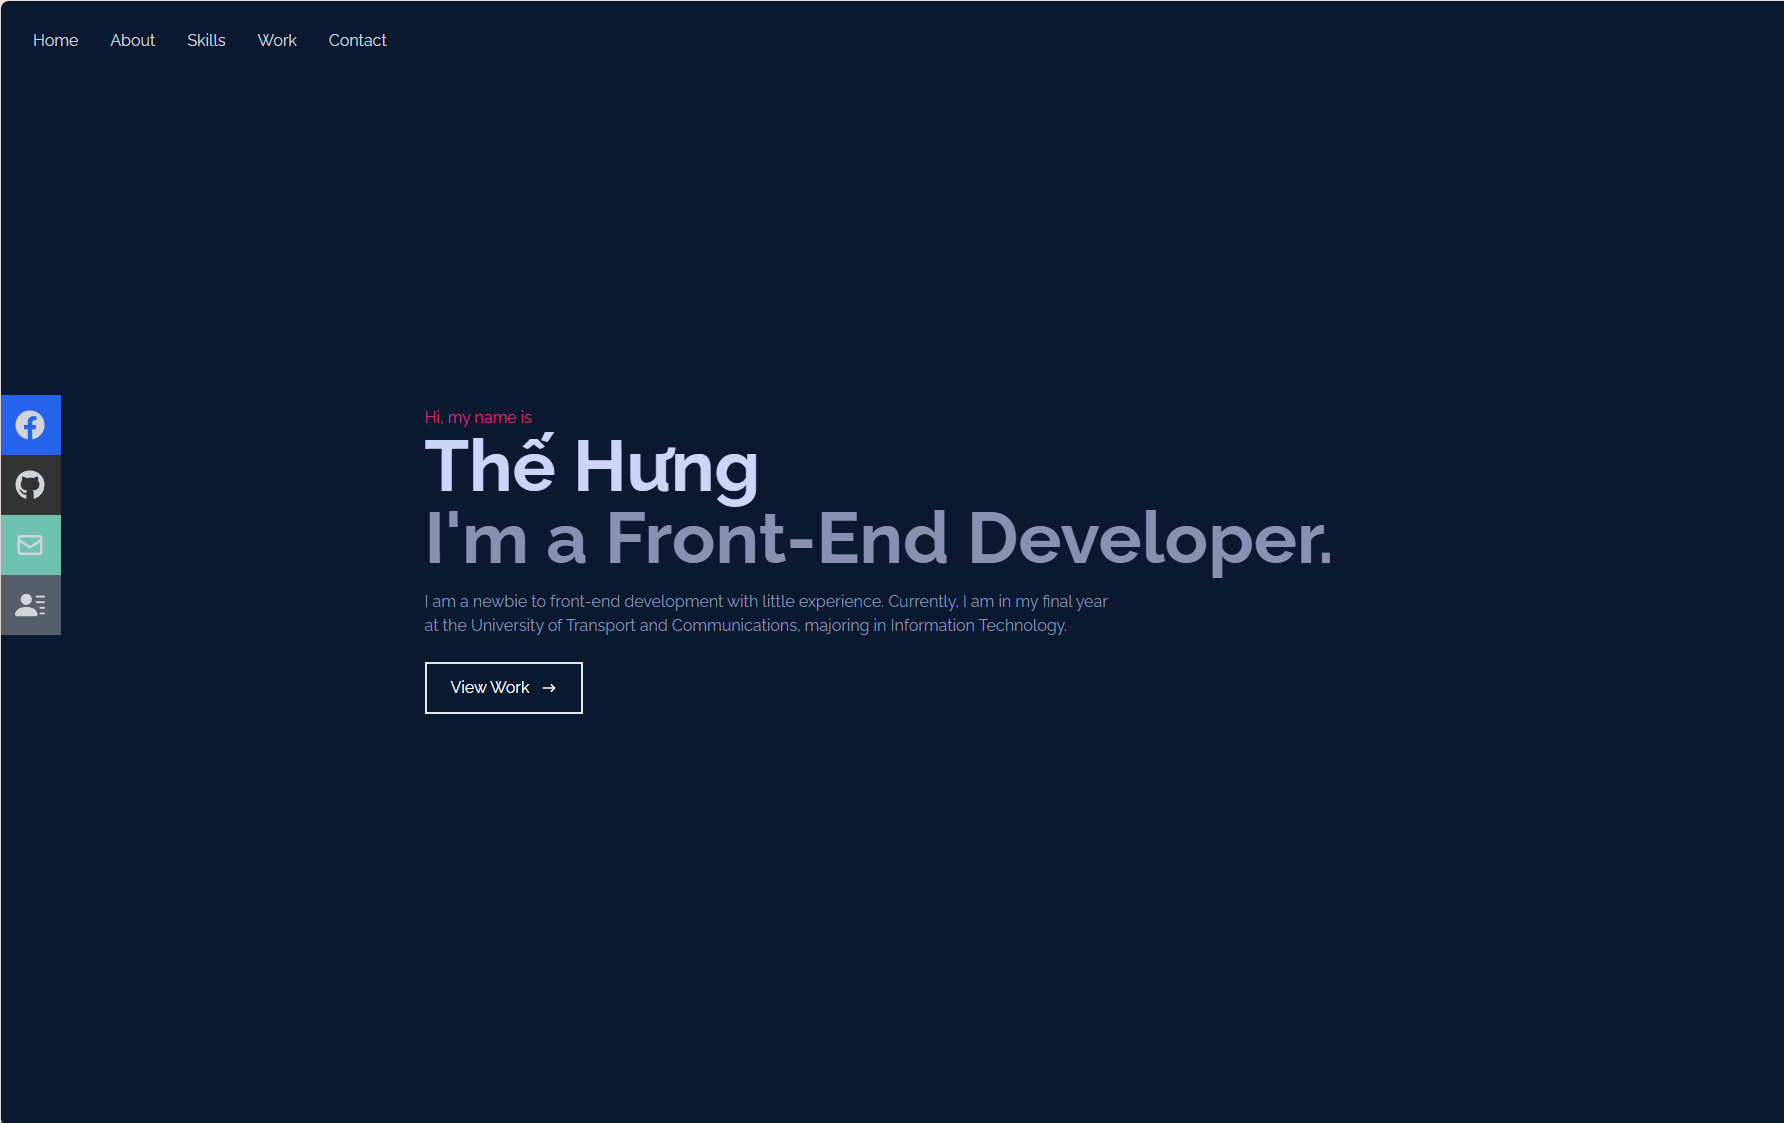 Home About Skills Work Contact
Hi, my name is
Thế Hưng
I'm a Front-End Developer.
I am a newbie to front-end development with little experience. Currently, I am in my final year
at the University of Transport and Communications, majoring in Information Technology.
View Work →